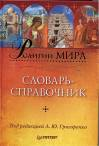 Религии
МИРА
СЛОВАРЬ-
СПРАВОЧНИК
Под редакцией А. Ю. Григоренко
ПИТЕР